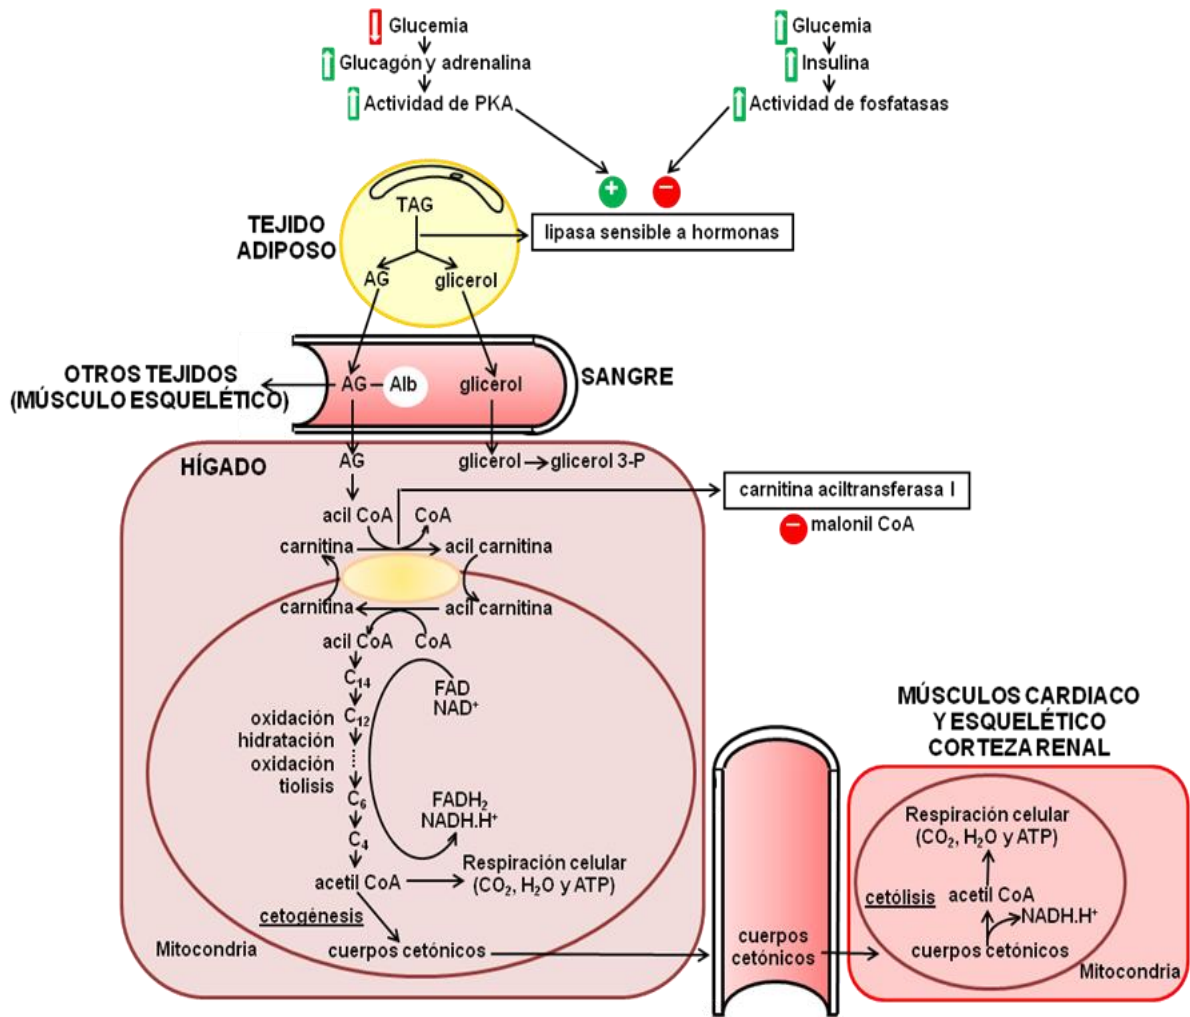 Glucemia
Glucagón y adrenalina
Actividad de PKA
Glucemia
Insulina
Actividad de fosfatasas
+
−
TEJIDO
ADIPOSO
TAG
lipasa sensible a hormonas
AG
glicerol
OTROS TEJIDOS
(MÚSCULO ESQUELÉTICO)
AG
Alb
glicerol
SANGRE
HÍGADO
AG
glicerol
glicerol 3-P
carnitina aciltransferasa I
− malonil CoA
acil CoA
CoA
carnitina
acil carnitina
carnitina
acil carnitina
acil CoA
CoA
C14
FAD
NAD+
C12
oxidación
hidratación
oxidación
tiolisis
C6
FADH2
NADH.H+
C4
acetil CoA
Respiración celular
(CO2, H2O y ATP)
cetogénesis
cuerpos cetónicos
Mitocondria
cuerpos
cetónicos
MÚSCULOS CARDIACO
Y ESQUELÉTICO
CORTEZA RENAL
Respiración celular
(CO2, H2O y ATP)
cetólisis
acetil CoA
NADH.H+
cuerpos cetónicos
Mitocondria